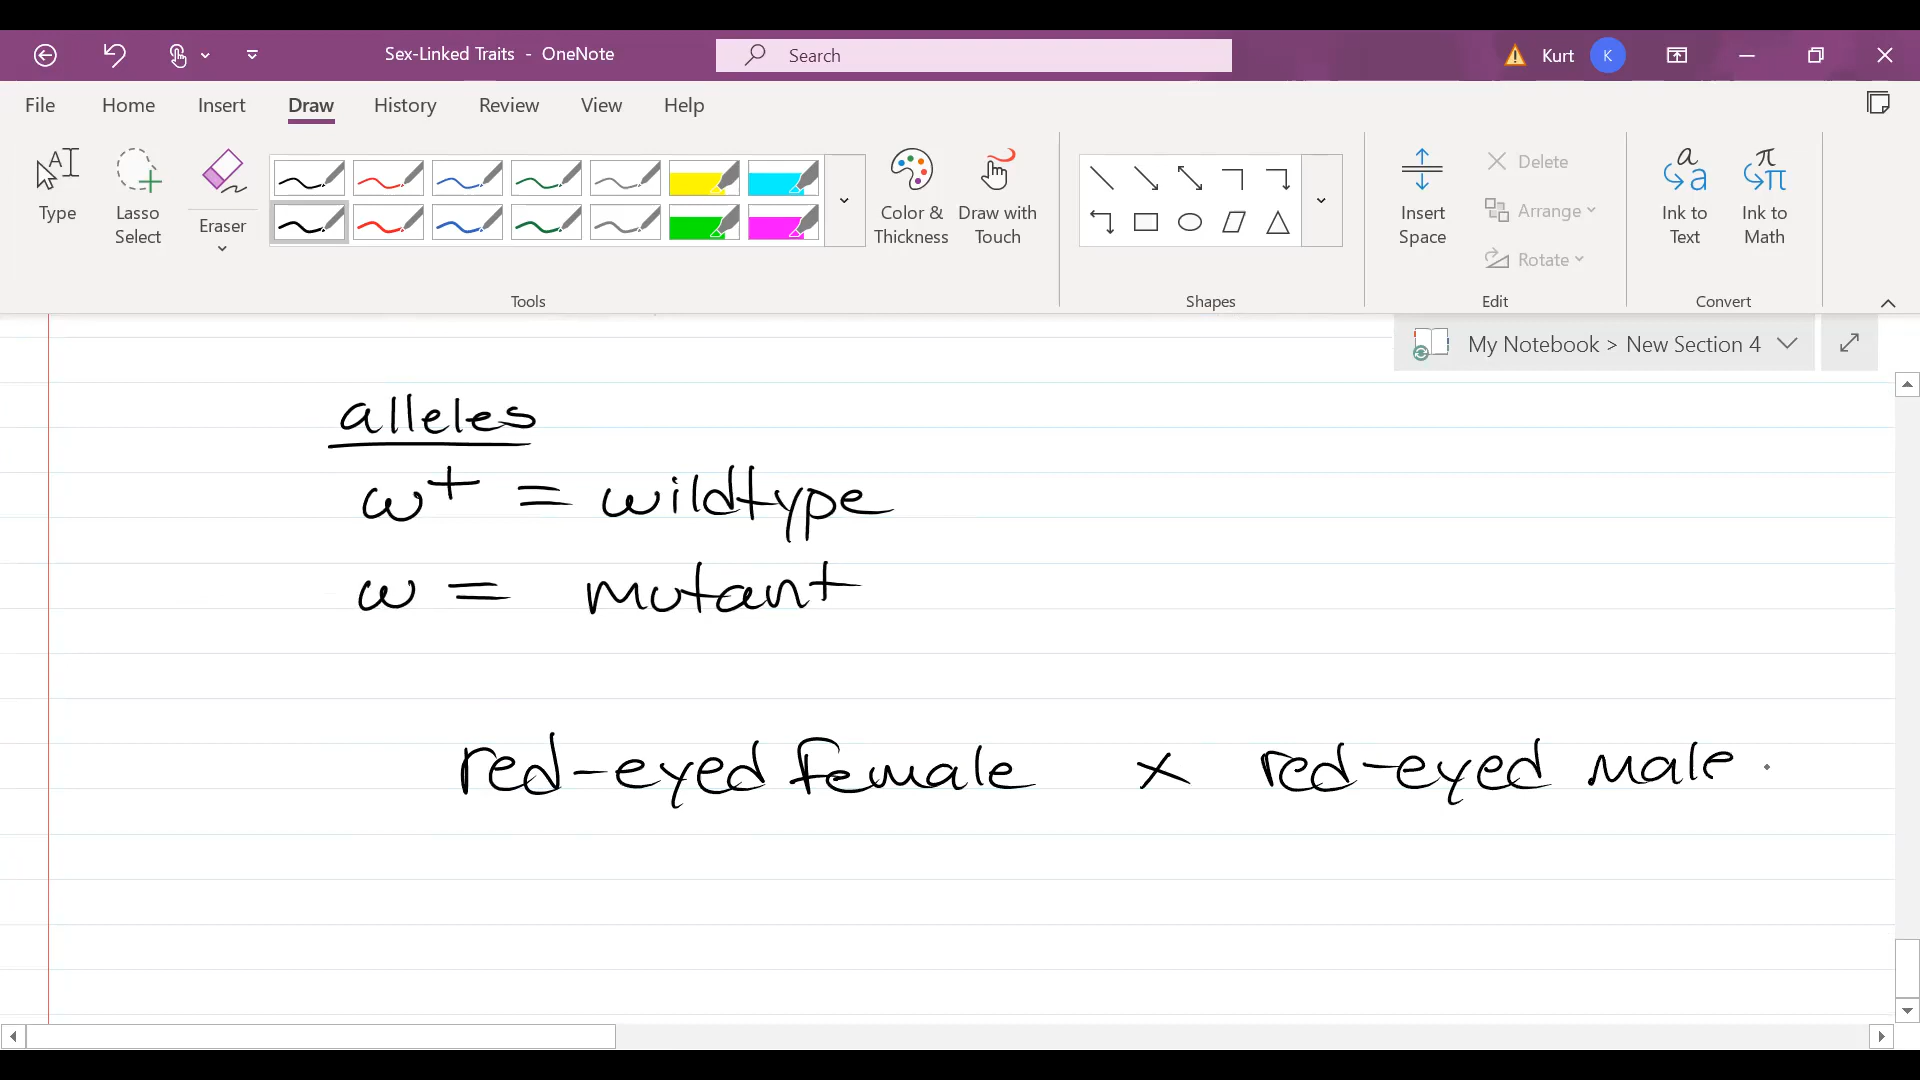 Sex-Linked Traits - OneNote
Search
Kurt
K
File Home Insert Draw History Review View Help
Type
Lasso Select
Eraser
Color & Thickness
Draw with Touch
Insert Space
Delete
Arrange
Rotate
Ink to Text
Ink to Math
Tools
Shapes
Edit
Convert
My Notebook > New Section 4
alleles
w+ = wildtype
w = mutant
red-eyed female x red-eyed male